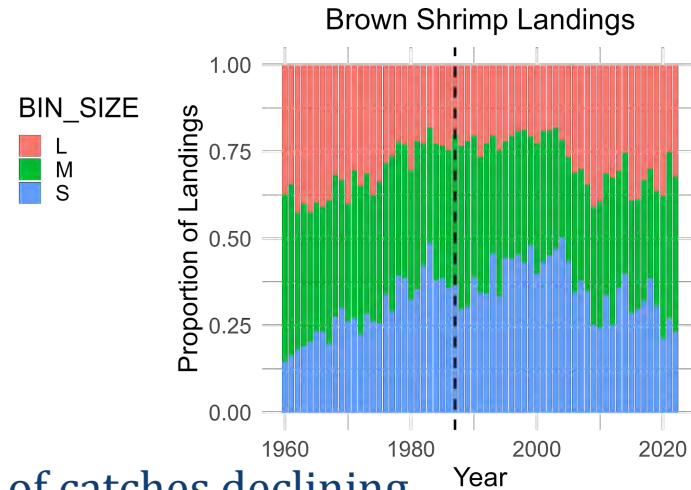 Brown Shrimp Landings
BIN_SIZE
L
M
S
Proportion of Landings
1.00
0.75
0.50
0.25
0.00
1960
1980
2000
2020
Year
of catches declining